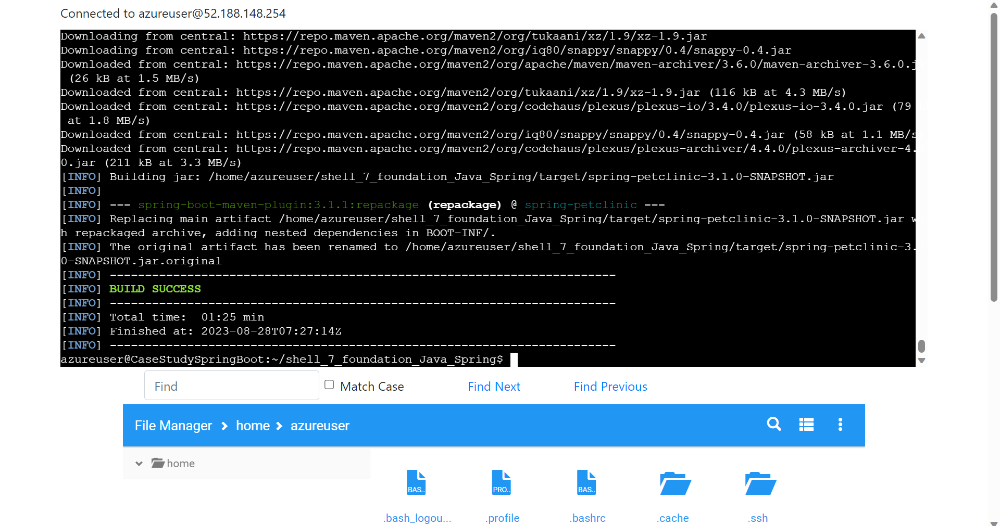 Connected to azureuser@52.188.148.254
Downloading from central: https://repo.maven.apache.org/maven2/org/tukaani/xz/1.9/xz-1.9.jar
Downloading from central: https://repo.maven.apache.org/maven2/org/iq80/snappy/snappy/0.4/snappy-0.4.jar
Downloaded from central: https://repo.maven.apache.org/maven2/org/apache/maven/maven-archiver/3.6.0/maven-archiver-3.6.0.j
(26 kB at 1.5 MB/s)
Downloaded from central: https://repo.maven.apache.org/maven2/org/tukaani/xz/1.9/xz-1.9.jar (116 kB at 4.3 MB/s)
Downloaded from central: https://repo.maven.apache.org/maven2/org/codehaus/plexus/plexus-io/3.4.0/plexus-io-3.4.0.jar (79
at 1.8 MB/s)
Downloaded from central: https://repo.maven.apache.org/maven2/org/iq80/snappy/snappy/0.4/snappy-0.4.jar (58 kB at 1.1 MB/s
Downloaded from central: https://repo.maven.apache.org/maven2/org/codehaus/plexus/plexus-archiver/4.4.0/plexus-archiver-4.
0.jar (211 kB at 3.3 MB/s)
[INFO] Building jar: /home/azureuser/shell_7_foundation_Java_Spring/target/spring-petclinic-3.1.0-SNAPSHOT.jar
[INFO]
[INFO] --- spring-boot-maven-plugin:3.1.1:repackage (repackage) @ spring-petclinic ---
[INFO] Replacing main artifact /home/azureuser/shell_7_foundation_Java_Spring/target/spring-petclinic-3.1.0-SNAPSHOT.jar w
h repackaged archive, adding nested dependencies in BOOT-INF/.
[INFO] The original artifact has been renamed to /home/azureuser/shell_7_foundation_Java_Spring/target/spring-petclinic-3.
0-SNAPSHOT.jar.original
[INFO] ------------------------------------------------------------------------
[INFO] BUILD SUCCESS
[INFO] ------------------------------------------------------------------------
[INFO] Total time:  01:25 min
[INFO] Finished at: 2023-08-28T07:27:14Z
[INFO] ------------------------------------------------------------------------
azureuser@CaseStudySpringBoot:~/shell_7_foundation_Java_Spring$
Find Match Case Find Next Find Previous
File Manager home azureuser
home
BAS.. PRO.. BAS..
.bash_logou... .profile .bashrc .cache .ssh